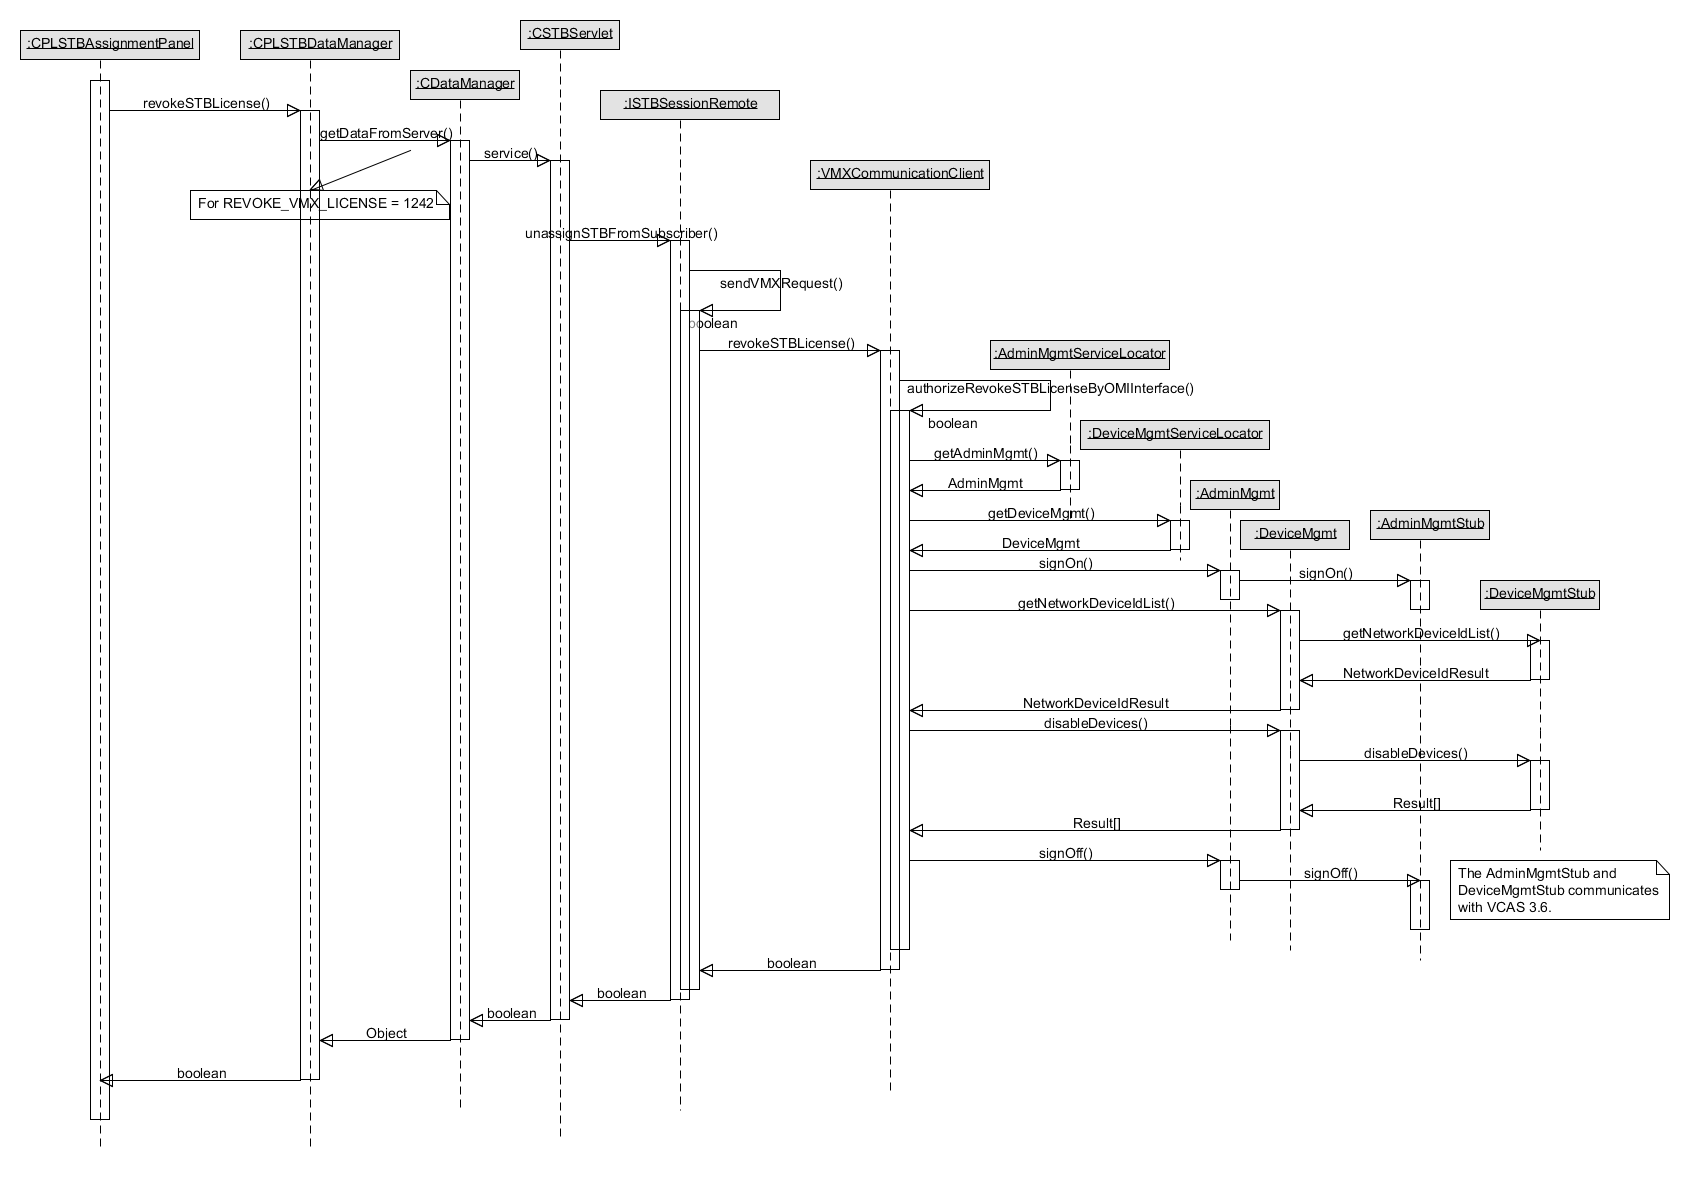 :CSTBServlet
:CPLSTBAssignmentPanel
:CPLSTBDataManager
:CDataManager
:ISTBSessionRemote
revokeSTBLicense()
getDataFromServer()
service()
:VMXCommunicationClient
For REVOKE_VMX_LICENSE = 1242
unassignSTBFromSubscriber()
sendVMXRequest()
boolean
revokeSTBLicense()
:AdminMgmtServiceLocator
authorizeRevokeSTBLicenseByOMIInterface()
boolean
:DeviceMgmtServiceLocator
getAdminMgmt()
AdminMgmt
:AdminMgmt
getDeviceMgmt()
:AdminMgmtStub
:DeviceMgmt
DeviceMgmt
signOn()
signOn()
:DeviceMgmtStub
getNetworkDeviceIdList()
getNetworkDeviceIdList()
NetworkDeviceIdResult
NetworkDeviceIdResult
disableDevices()
disableDevices()
Result[]
Result[]
signOff()
signOff()
The AdminMgmtStub and
DeviceMgmtStub communicates
with VCAS 3.6.
boolean
boolean
boolean
Object
boolean